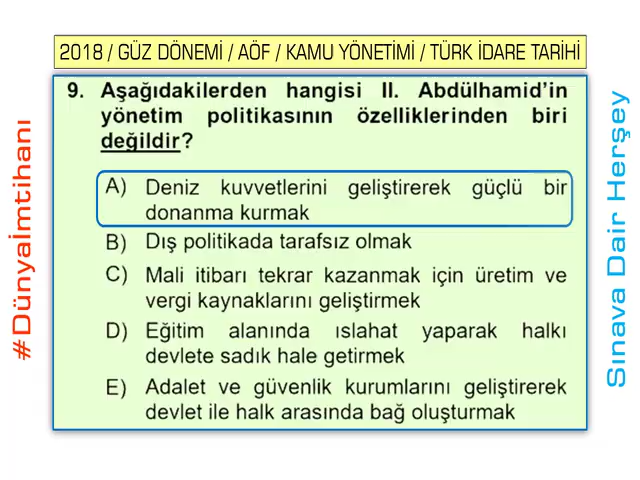 2018 / GÜZ DÖNEMİ / AÖF / KAMU YÖNETİMİ / TÜRK İDARE TARİHİ
9. Aşağıdakilerden hangisi II. Abdülhamid'in
yönetim politikasının özelliklerinden biri
değildir?
A) Deniz kuvvetlerini geliştirerek güçlü bir
donanma kurmak
B) Dış politikada tarafsız olmak
C) Mali itibarı tekrar kazanmak için üretim ve
vergi kaynaklarını geliştirmek
D) Eğitim alanında ıslahat yaparak halkı
devlete sadık hale getirmek
E) Adalet ve güvenlik kurumlarını geliştirerek
devlet ile halk arasında bağ oluşturmak
#Dünyaİmtihanı
Sınava Dair Herşey